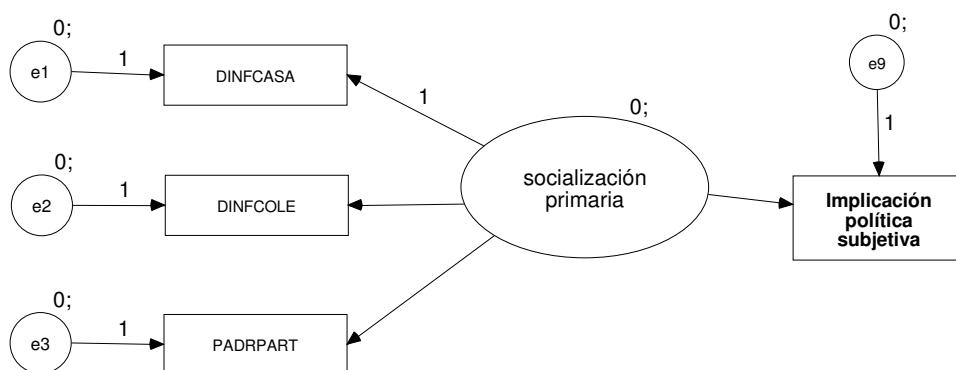 0;
1
e1
DINFCASA
1
0;
0;
e9
1
0;
1
e2
DINFCOLE
socialización
primaria
Implicación
política
subjetiva
0;
1
e3
PADRPART